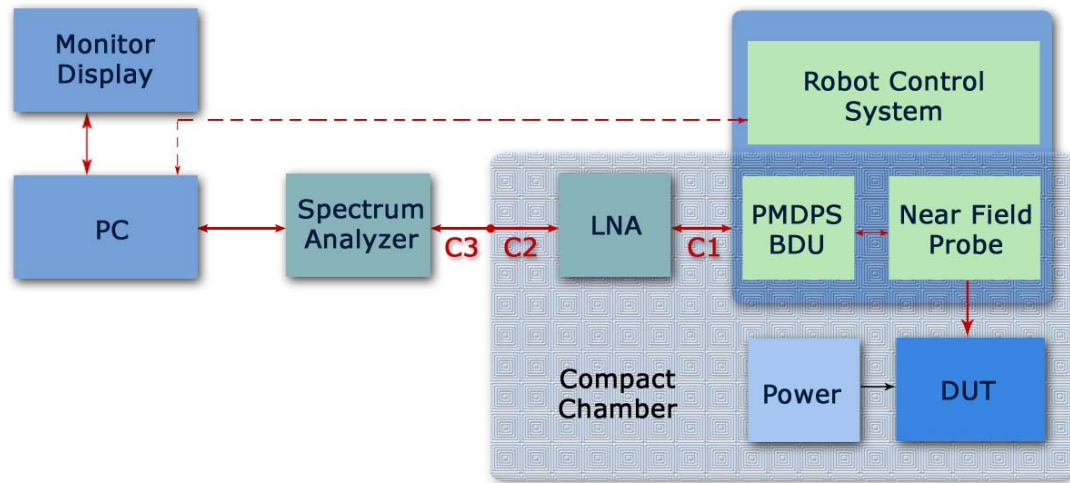 Monitor
Display
Robot Control
System
PC
Spectrum
Analyzer
C3
C2
LNA
C1
PMDPS
BDU
Near Field
Probe
Compact
Chamber
Power
DUT